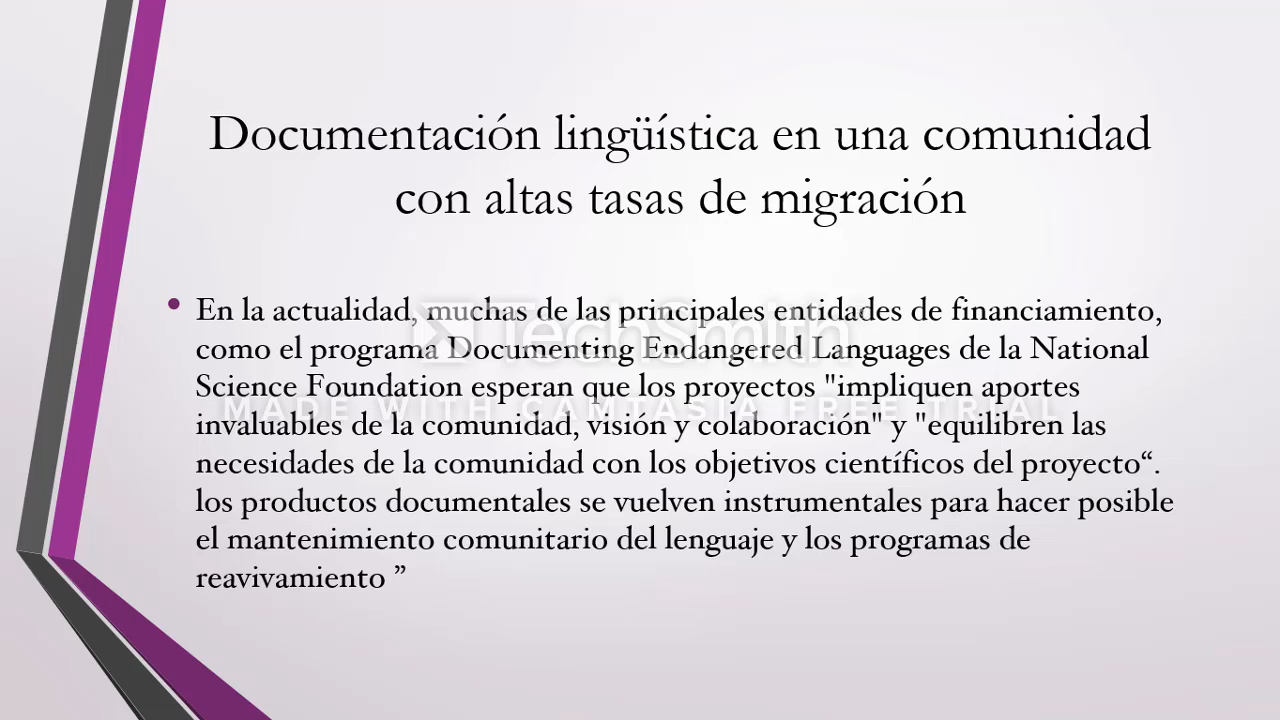 Documentación lingüística en una comunidad
con altas tasas de migración
• En la actualidad, muchas de las principales entidades de financiamiento,
como el programa Documenting Endangered Languages de la National
Science Foundation esperan que los proyectos "impliquen aportes
invaluables de la comunidad, visión y colaboración" y "equilibren las
necesidades de la comunidad con los objetivos científicos del proyecto“.
los productos documentales se vuelven instrumentales para hacer posible
el mantenimiento comunitario del lenguaje y los programas de
reavivamiento ”
TechSmith
MADE WITH CAMTASIA FREE TRIAL